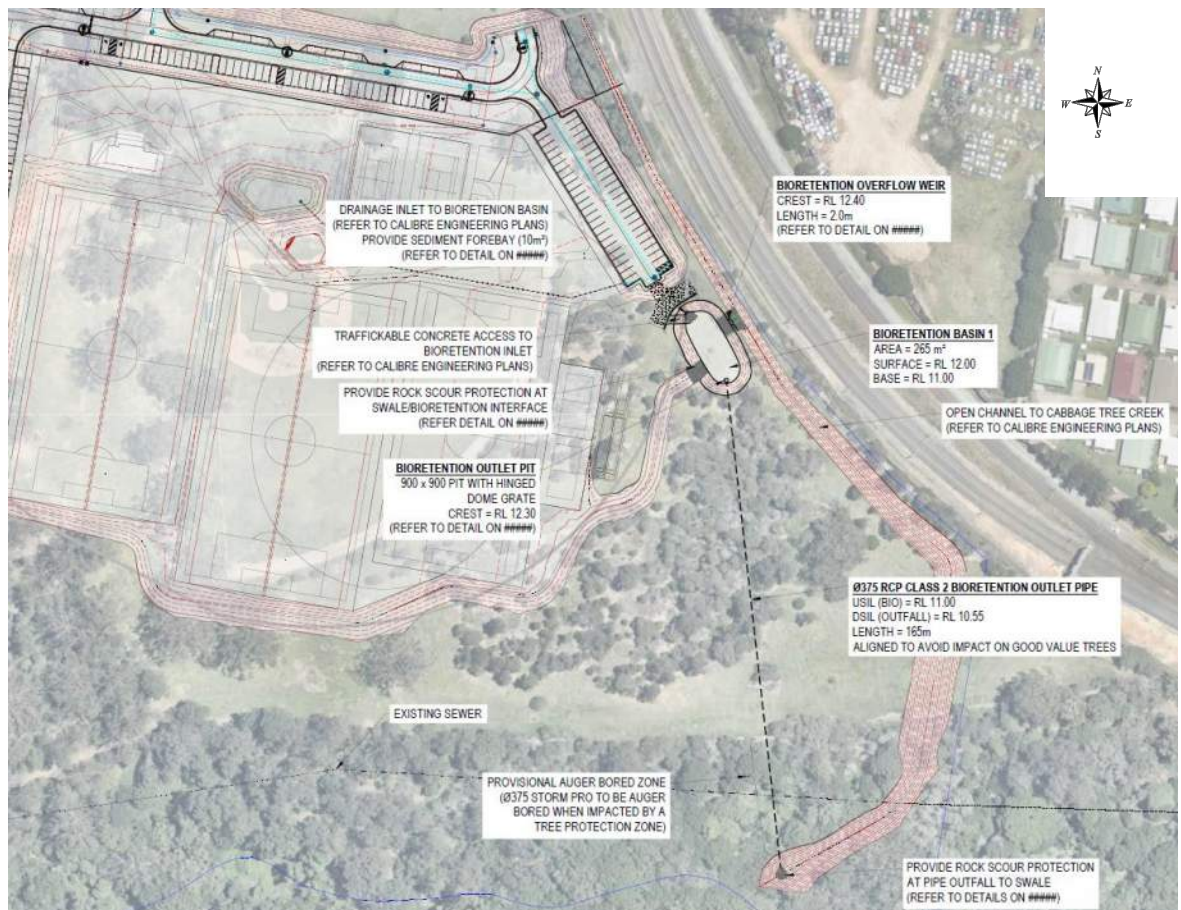 N
W E
S
BIORETENTION OVERFLOW WEIR
CREST = RL 12.40
LENGTH = 2.0m
(REFER TO DETAIL ON #####)
DRAINAGE INLET TO BIORETENION BASIN
(REFER TO CALIBRE ENGINEERING PLANS)
PROVIDE SEDIMENT FOREBAY (10m²)
(REFER TO DETAIL ON #####)
TRAFFICKABLE CONCRETE ACCESS TO
BIORETENTION INLET
(REFER TO CALIBRE ENGINEERING PLANS)
BIORETENTION BASIN 1
AREA = 265 m²
SURFACE = RL 12.00
BASE = RL 11.00
PROVIDE ROCK SCOUR PROTECTION AT
SWALE/BIORETENTION INTERFACE
(REFER DETAIL ON #####)
OPEN CHANNEL TO CABBAGE TREE CREEK
(REFER TO CALIBRE ENGINEERING PLANS)
BIORETENTION OUTLET PIT
900 x 900 PIT WITH HINGED
DOME GRATE
CREST = RL 12.30
(REFER TO DETAIL ON #####)
Ø375 RCP CLASS 2 BIORETENTION OUTLET PIPE
USIL (BIO) = RL 11.00
DSIL (OUTFALL) = RL 10.55
LENGTH = 165m
ALIGNED TO AVOID IMPACT ON GOOD VALUE TREES
EXISTING SEWER
PROVISIONAL AUGER BORED ZONE
(Ø375 STORM PRO TO BE AUGER
BORED WHEN IMPACTED BY A
TREE PROTECTION ZONE)
PROVIDE ROCK SCOUR PROTECTION
AT PIPE OUTFALL TO SWALE
(REFER TO DETAILS ON #####)